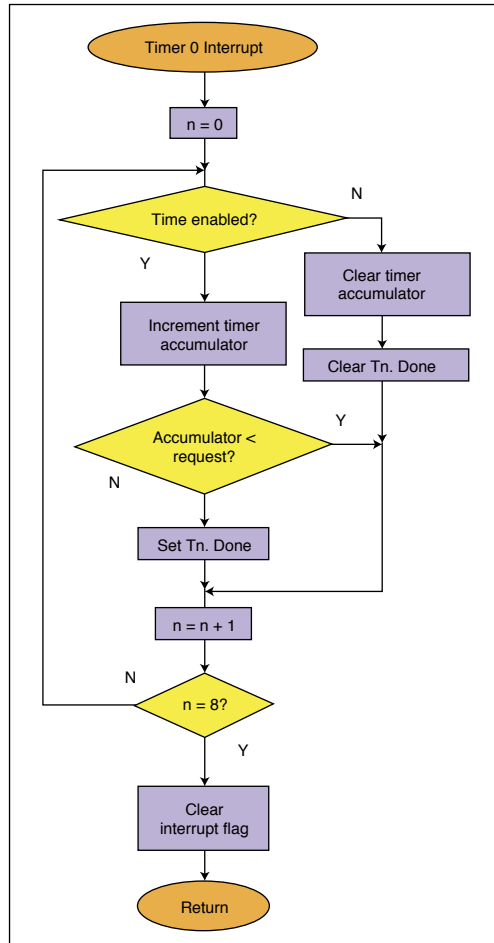 Timer 0 Interrupt
n = 0
N
Time enabled?
Y
Clear timer
accumulator
Increment timer
accumulator
Clear Tn. Done
Y
Accumulator <
request?
N
Set Tn. Done
n = n + 1
N
n = 8?
Y
Clear
interrupt flag
Return